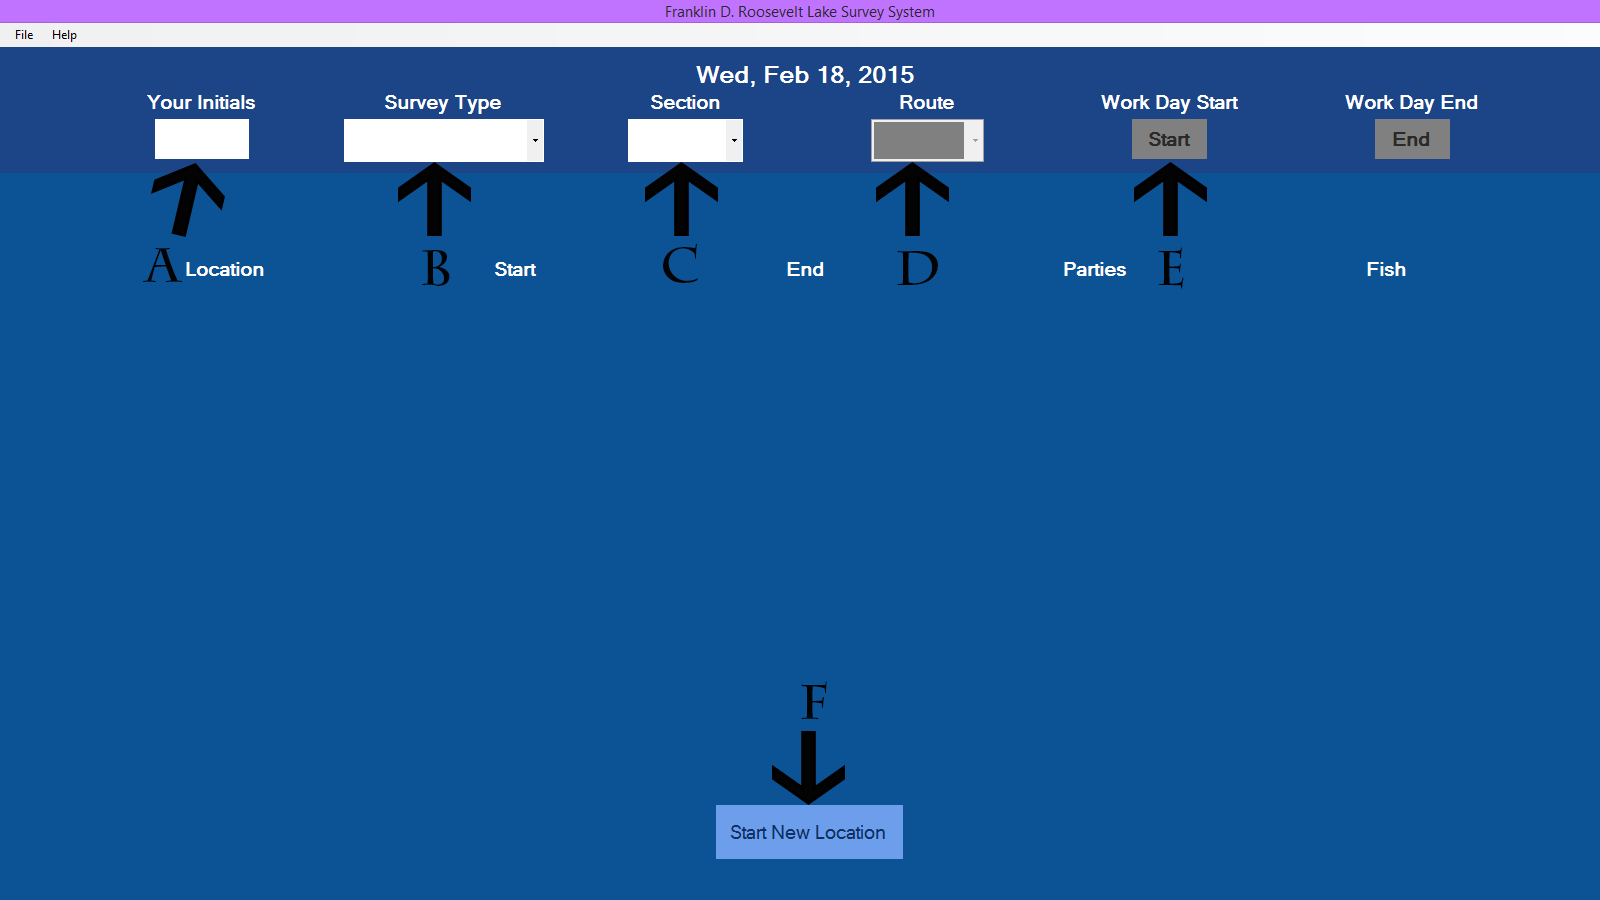 Franklin D. Roosevelt Lake Survey System
File Help
Wed, Feb 18, 2015
Your Initials Survey Type Section Route Work Day Start Work Day End
Start End
A Location B Start C End D Parties E Fish
F
Start New Location